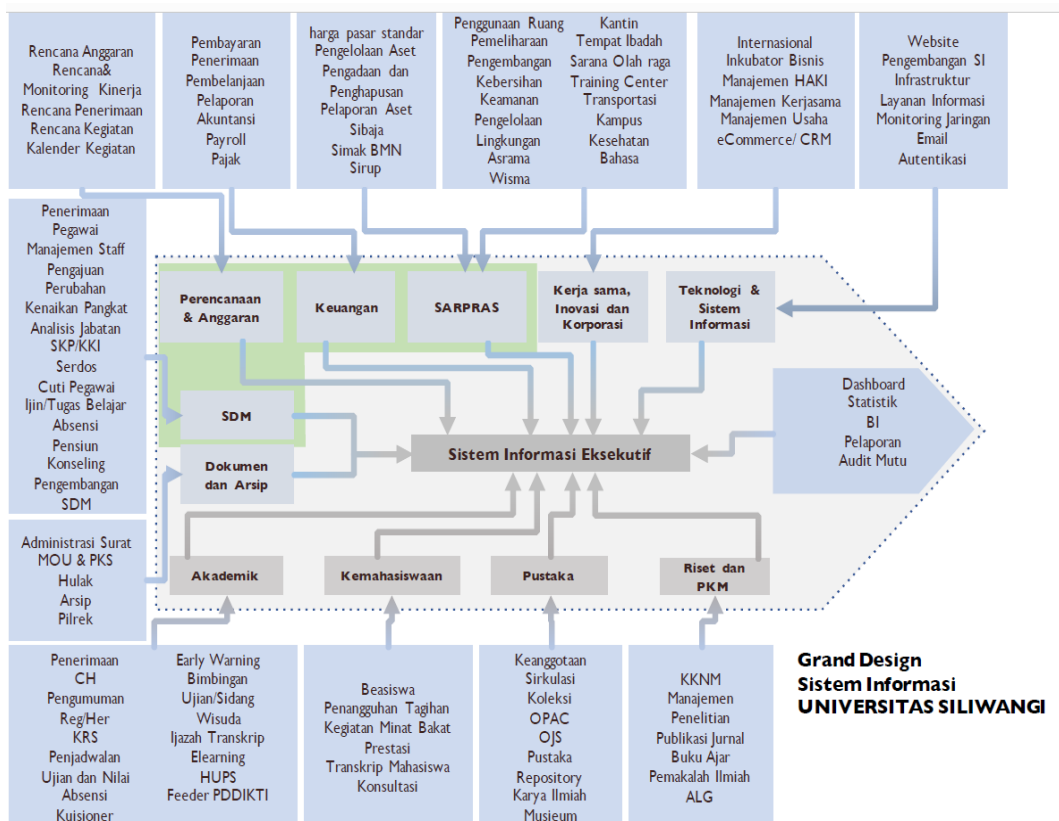 Rencana Anggaran
Rencana&
Monitoring Kinerja
Rencana Penerimaan
Rencana Kegiatan
Kalender Kegiatan
Pembayaran
Penerimaan
Pembelanjaan
Pelaporan
Akuntansi
Payroll
Pajak
harga pasar standar
Pengelolaan Aset
Pengadaan dan
Penghapusan
Pelaporan Aset
Sibaja
Simak BMN
Sirup
Penggunaan Ruang
Pemeliharaan
Pengembangan
Kebersihan
Keamanan
Pengelolaan
Lingkungan
Asrama
Wisma
Kantin
Tempat Ibadah
Sarana Olah raga
Training Center
Transportasi
Kampus
Kesehatan
Bahasa
Internasional
Inkubator Bisnis
Manajemen HAKI
Manajemen Kerjasama
Manajemen Usaha
eCommerce/ CRM
Website
Pengembangan SI
Infrastruktur
Layanan Informasi
Monitoring Jaringan
Email
Autentikasi
Penerimaan
Pegawai
Manajemen Staff
Pengajuan
Perubahan
Kenaikan Pangkat
Analisis Jabatan
SKP/KKI
Serdos
Cuti Pegawai
Ijin/Tugas Belajar
Absensi
Pensiun
Konseling
Pengembangan
SDM
Perencanaan
& Anggaran
Keuangan
SARPRAS
Kerja sama,
Inovasi dan
Korporasi
Teknologi &
Sistem
Informasi
SDM
Dokumen
dan Arsip
Sistem Informasi Eksekutif
Dashboard
Statistik
BI
Pelaporan
Audit Mutu
Administrasi Surat
MOU & PKS
Hulak
Arsip
Pilrek
Akademik
Kemahasiswaan
Pustaka
Riset dan
PKM
Penerimaan
CH
Pengumuman
Reg/Her
KRS
Penjadwalan
Ujian dan Nilai
Absensi
Kuisioner
Early Warning
Bimbingan
Ujian/Sidang
Wisuda
Ijazah Transkrip
Elearning
HUPS
Feeder PDDIKTI
Beasiswa
Penangguhan Tagihan
Kegiatan Minat Bakat
Prestasi
Transkrip Mahasiswa
Konsultasi
Keanggotaan
Sirkulasi
Koleksi
OPAC
OJS
Pustaka
Repository
Karya Ilmiah
Musieum
KKNM
Manajemen
Penelitian
Publikasi Jurnal
Buku Ajar
Pemakalah Ilmiah
ALG
Grand Design
Sistem Informasi
UNIVERSITAS SILIWANGI